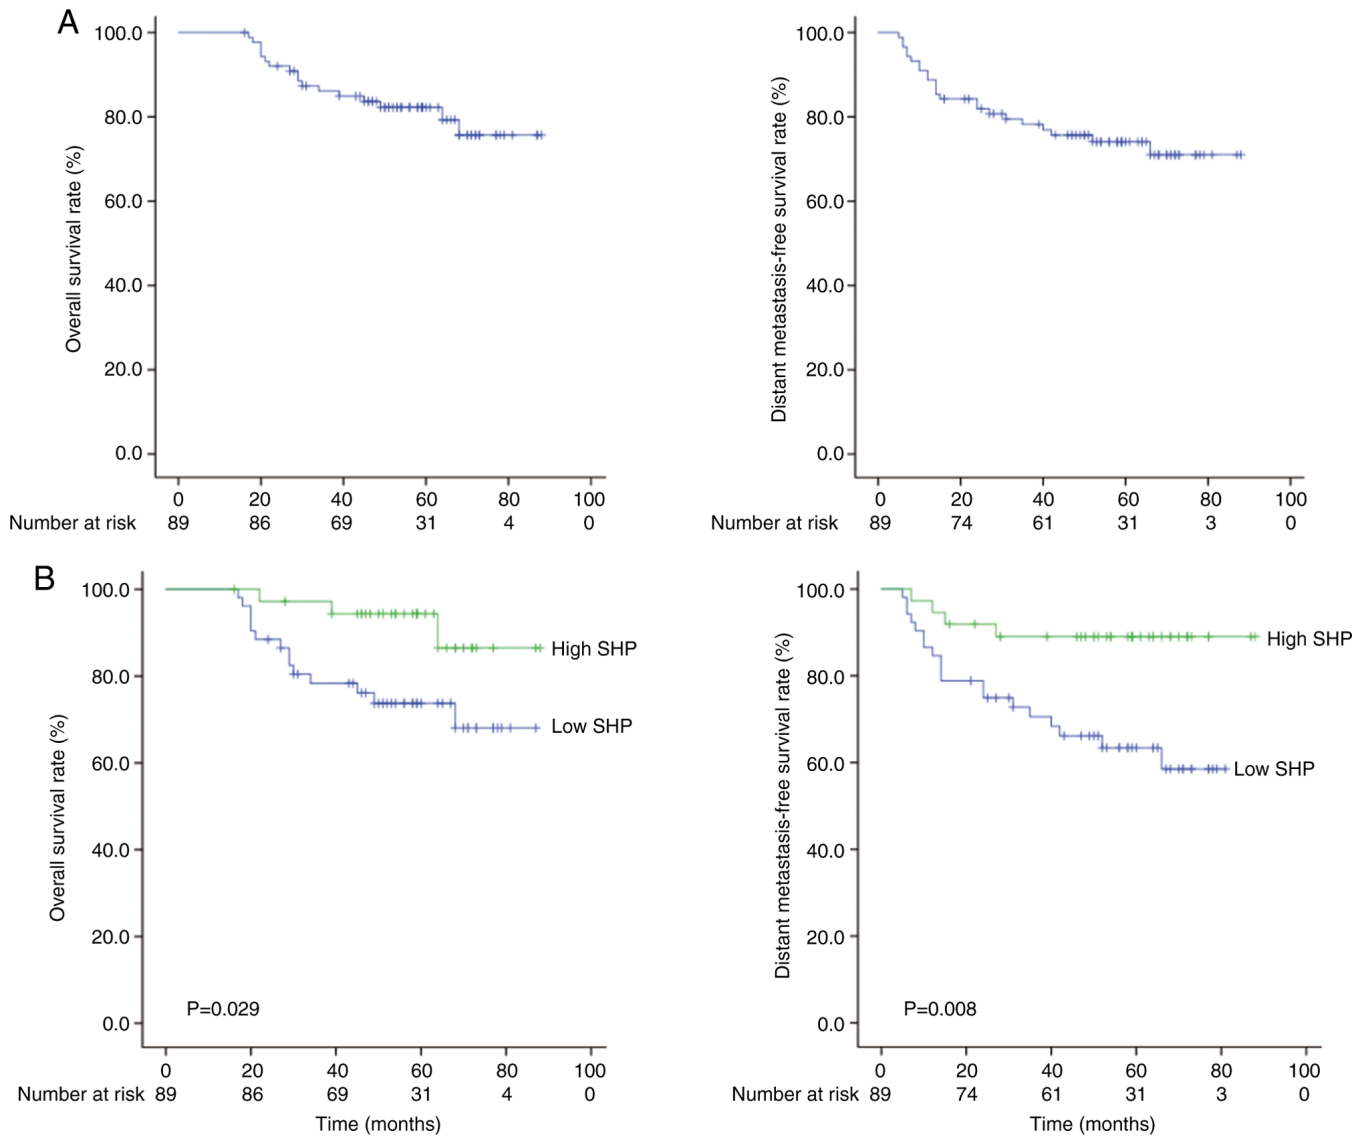 A
Overall survival rate (%)
100.0
80.0
60.0
40.0
20.0
0.0
0 20 40 60 80 100
Number at risk 89 86 69 31 4 0
Distant metastasis-free survival rate (%)
100.0
80.0
60.0
40.0
20.0
0.0
0 20 40 60 80 100
Number at risk 89 74 61 31 3 0
B
Overall survival rate (%)
100.0
80.0
60.0
40.0
20.0
0.0
High SHP
Low SHP
P=0.029
0 20 40 60 80 100
Number at risk 89 86 69 31 4 0
Time (months)
Distant metastasis-free survival rate (%)
100.0
80.0
60.0
40.0
20.0
0.0
High SHP
Low SHP
P=0.008
0 20 40 60 80 100
Number at risk 89 74 61 31 3 0
Time (months)